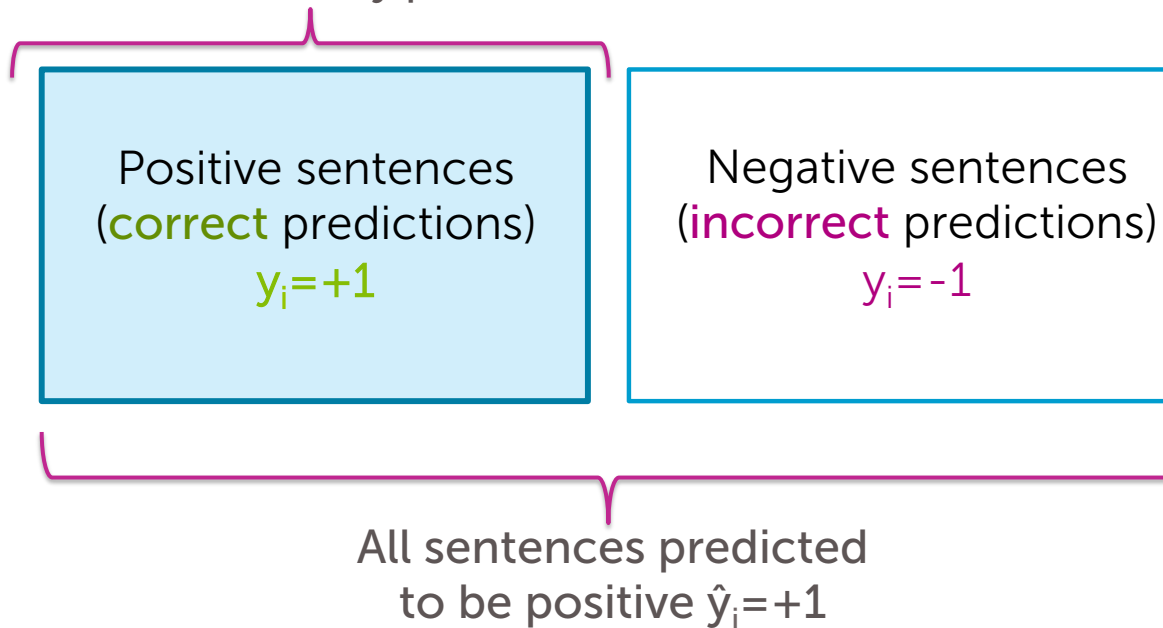 Positive sentences
(correct predictions)
yᵢ=+1
Negative sentences
(incorrect predictions)
yᵢ=-1
All sentences predicted
to be positive ŷᵢ=+1